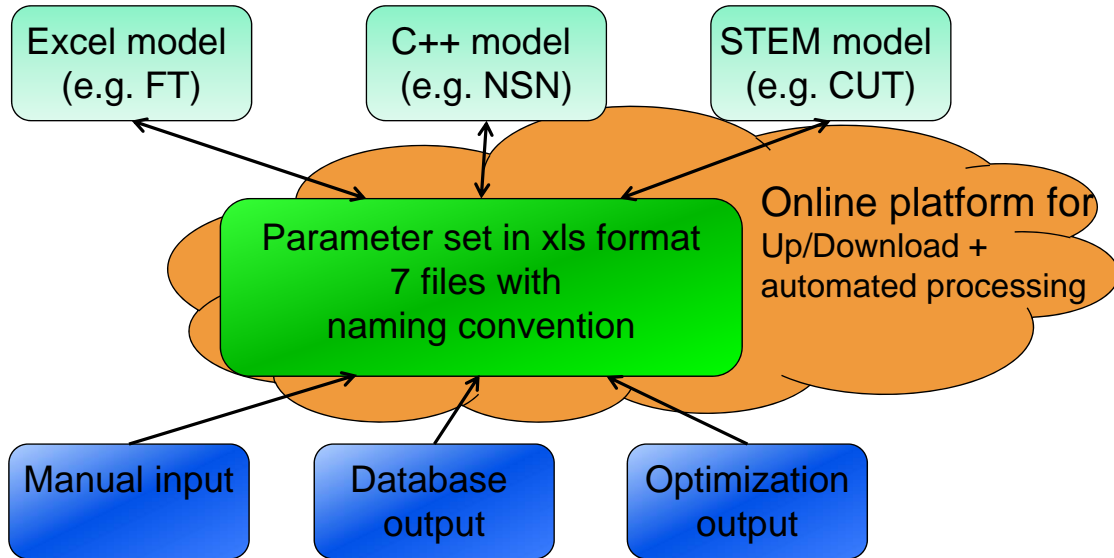 Excel model
(e.g. FT)
C++ model
(e.g. NSN)
STEM model
(e.g. CUT)
Parameter set in xls format
7 files with
naming convention
Online platform for
Up/Download +
automated processing
Manual input
Database
output
Optimization
output